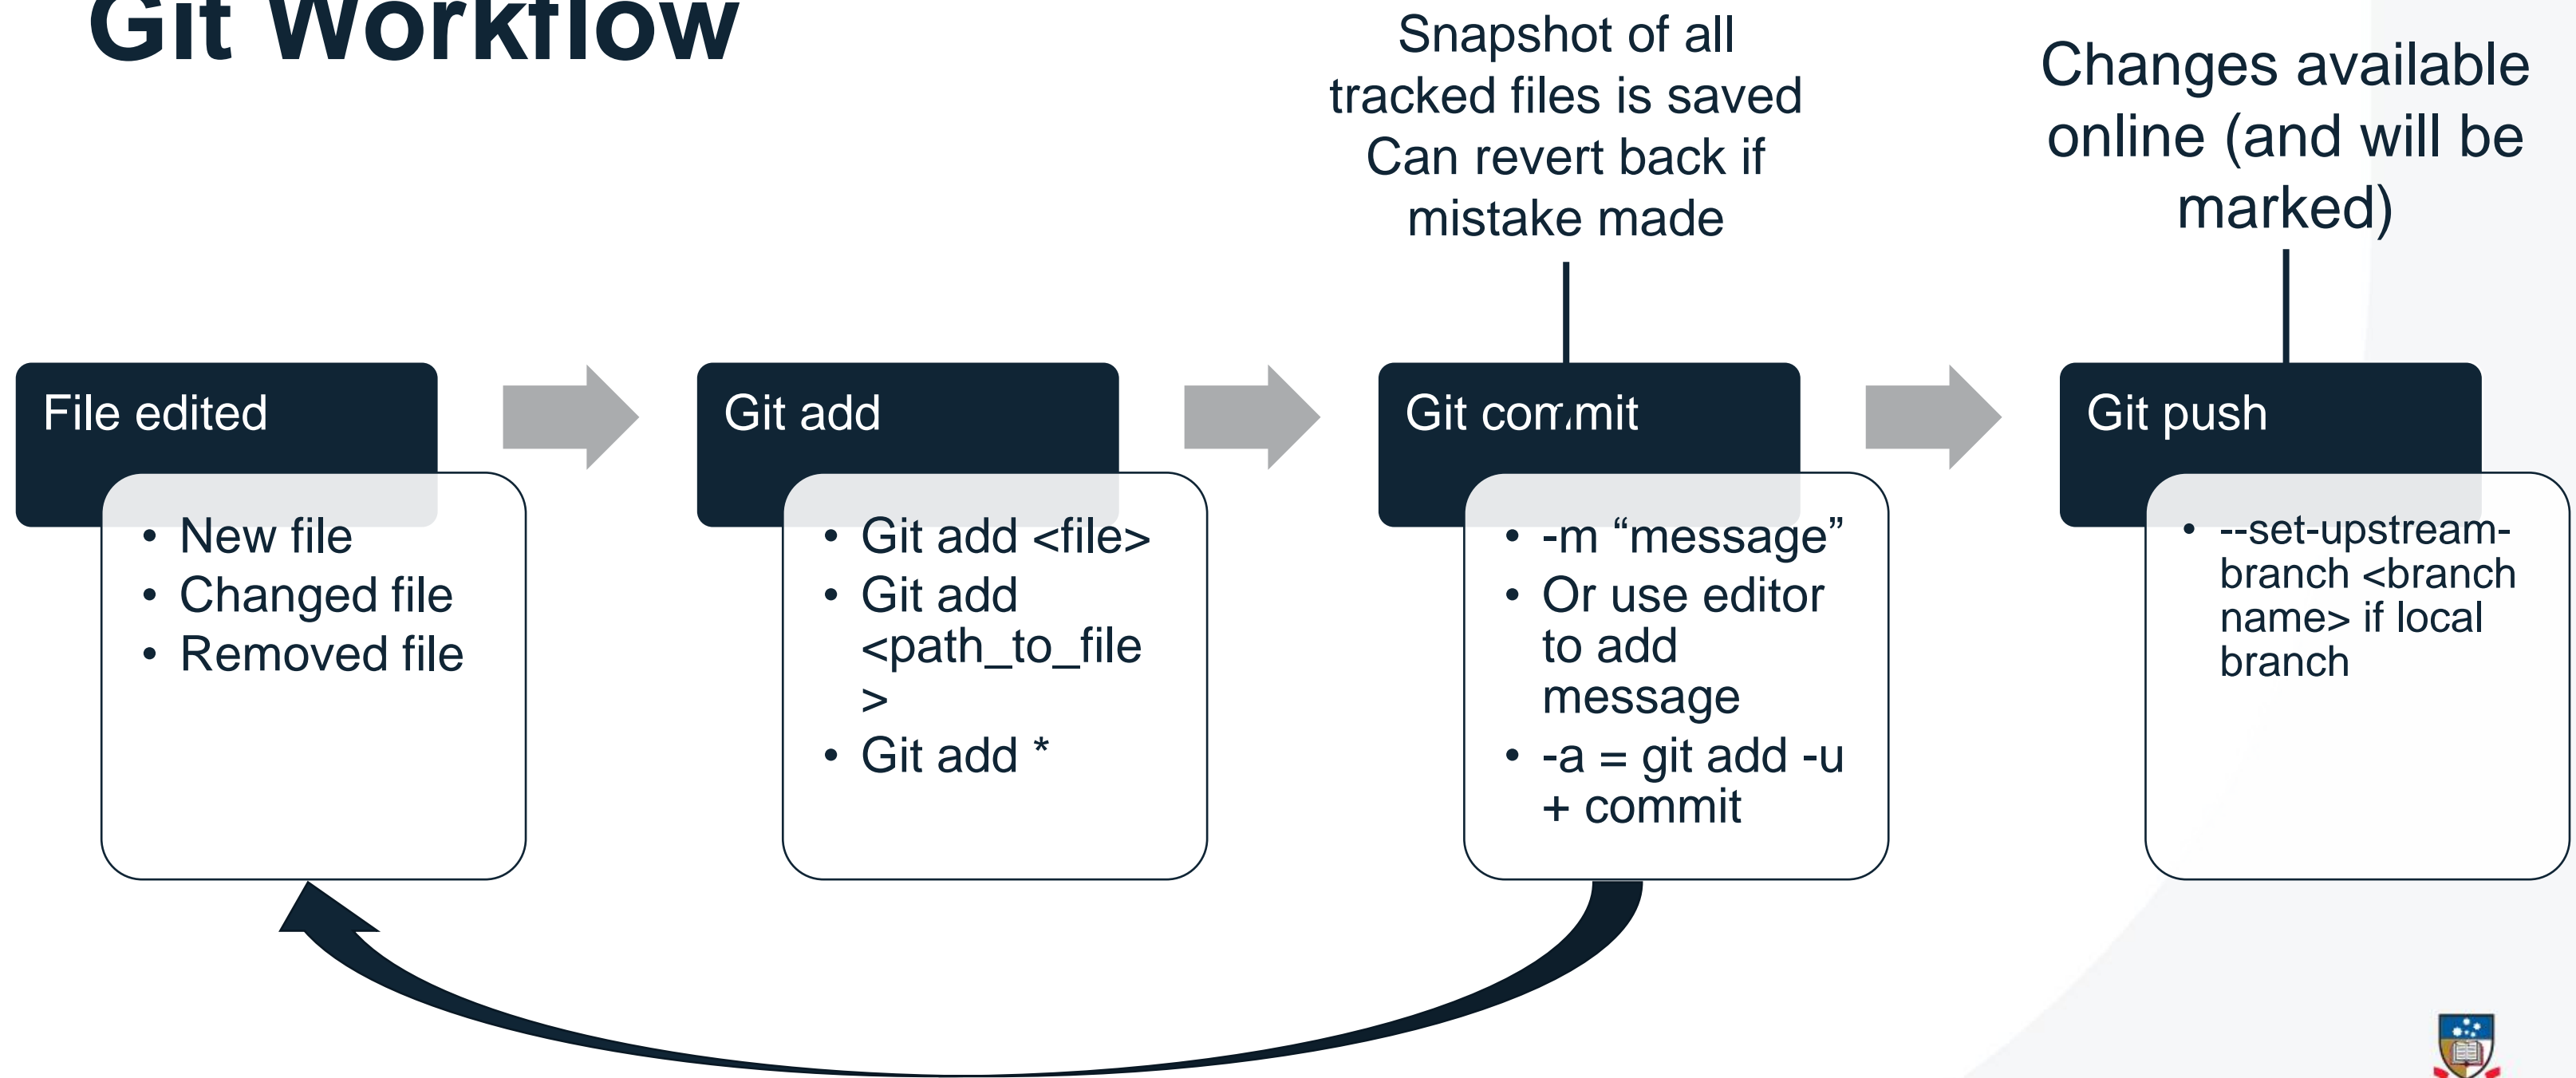 Git Workflow
Snapshot of all
tracked files is saved
Can revert back if
mistake made
Changes available
online (and will be
marked)
File edited
• New file
• Changed file
• Removed file
Git add
• Git add <file>
• Git add
<path_to_file
>
• Git add *
Git commit
• -m “message”
• Or use editor
to add
message
• -a = git add -u
+ commit
Git push
• --set-upstream-
branch <branch
name> if local
branch